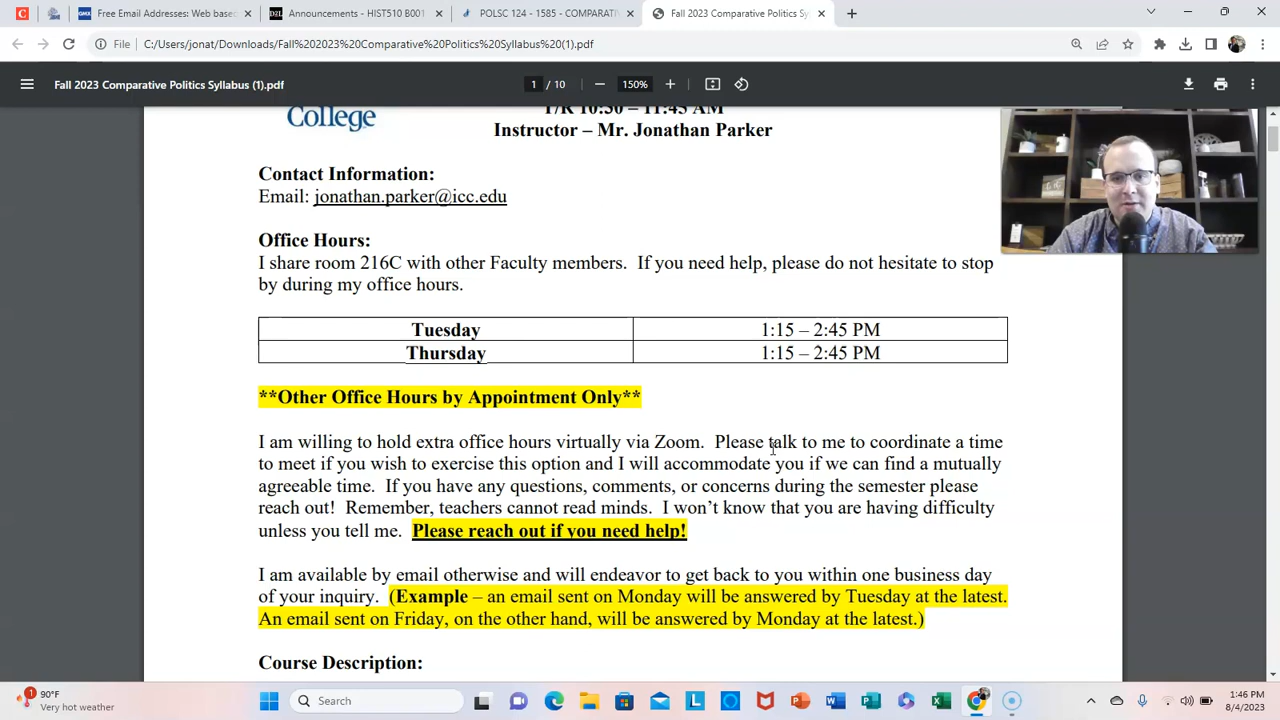 Free Email Addresses: Web based
Announcements - HIST510 B001
POLSC 124 - 1585 - COMPARATIV
Fall 2023 Comparative Politics Sy
File
C:/Users/jonat/Downloads/Fall%202023%20Comparative%20Politics%20Syllabus%20(1).pdf
Fall 2023 Comparative Politics Syllabus (1).pdf
1 / 10
150%
College
T/R 10:30 – 11:45 AM
Instructor – Mr. Jonathan Parker
Contact Information:
Email: jonathan.parker@icc.edu
Office Hours:
I share room 216C with other Faculty members. If you need help, please do not hesitate to stop
by during my office hours.
Tuesday 1:15 – 2:45 PM
Thursday 1:15 – 2:45 PM
**Other Office Hours by Appointment Only**
I am willing to hold extra office hours virtually via Zoom. Please talk to me to coordinate a time
to meet if you wish to exercise this option and I will accommodate you if we can find a mutually
agreeable time. If you have any questions, comments, or concerns during the semester please
reach out! Remember, teachers cannot read minds. I won't know that you are having difficulty
unless you tell me. Please reach out if you need help!
I am available by email otherwise and will endeavor to get back to you within one business day
of your inquiry. (Example – an email sent on Monday will be answered by Tuesday at the latest.
An email sent on Friday, on the other hand, will be answered by Monday at the latest.)
Course Description:
90°F
Very hot weather
Search
1:46 PM
8/4/2023